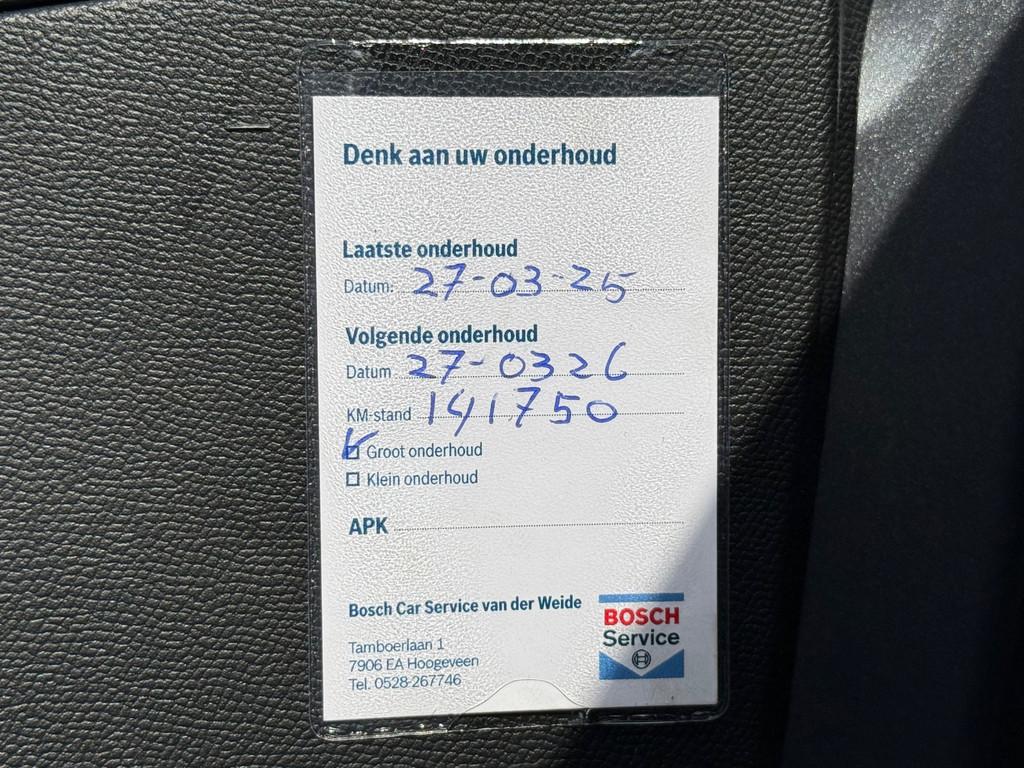 Denk aan uw onderhoud
Laatste onderhoud
Datum: 27-03-25
Volgende onderhoud
Datum 27-0326
KM-stand 141750
Groot onderhoud
Klein onderhoud
APK
Bosch Car Service van der Weide
Tamboerlaan 1
7906 EA Hoogeveen
Tel. 0528-267746
BOSCH
Service